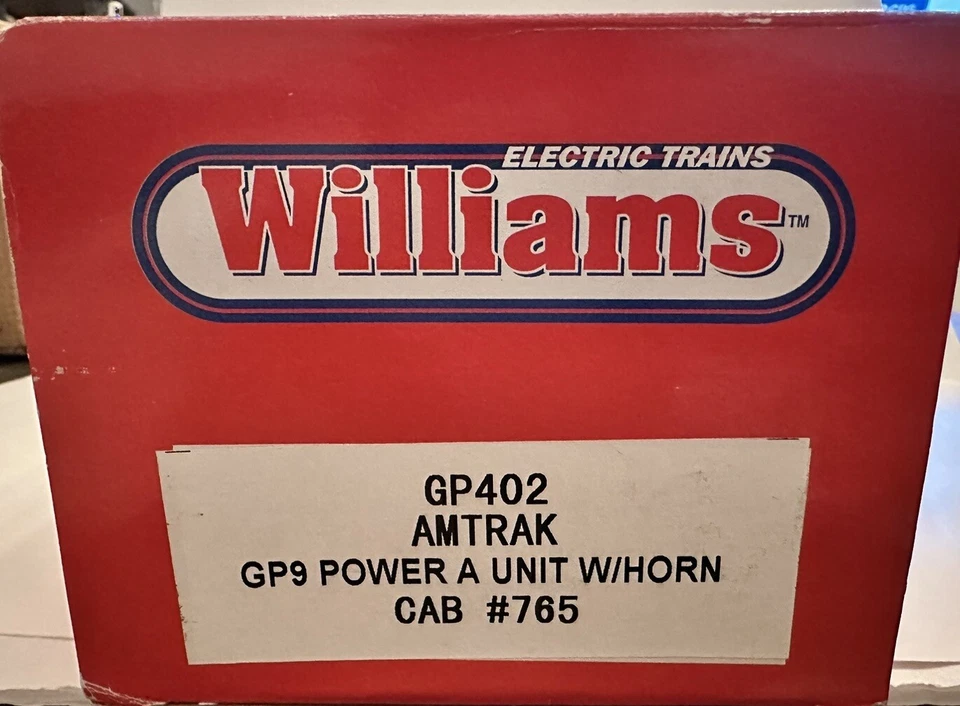 ELECTRIC TRAINS
Williams™
GP402
AMTRAK
GP9 POWER A UNIT W/HORN
CAB #765